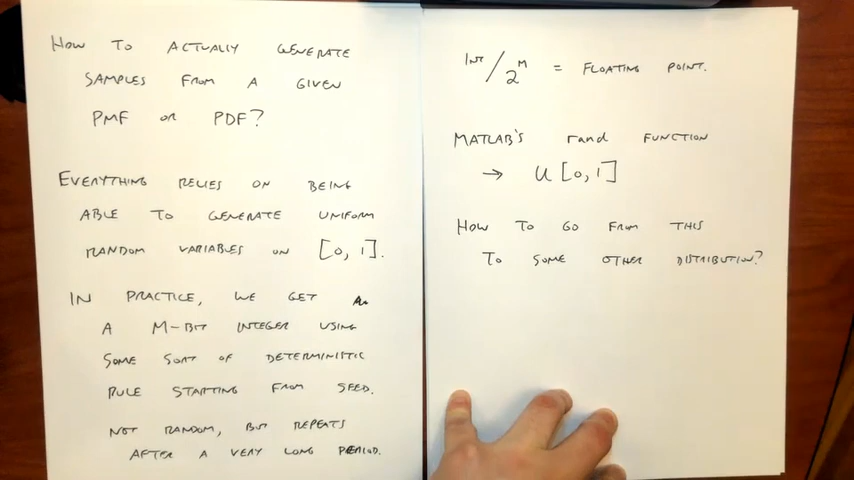 HOW TO ACTUALLY GENERATE
SAMPLES FROM A GIVEN
PMF OR PDF?
EVERYTHING RELIES ON BEING
ABLE TO GENERATE UNIFORM
RANDOM VARIABLES ON [0, 1].
IN PRACTICE, WE GET
A M-BIT INTEGER USING
SOME SORT OF DETERMINISTIC
RULE STARTING FROM SEED.
NOT RANDOM, BUT REPEATS
AFTER A VERY LONG PERIOD.
INT / 2^M = FLOATING POINT.
MATLAB'S rand FUNCTION
→ U [0, 1]
HOW TO GO FROM THIS
TO SOME OTHER DISTRIBUTION?